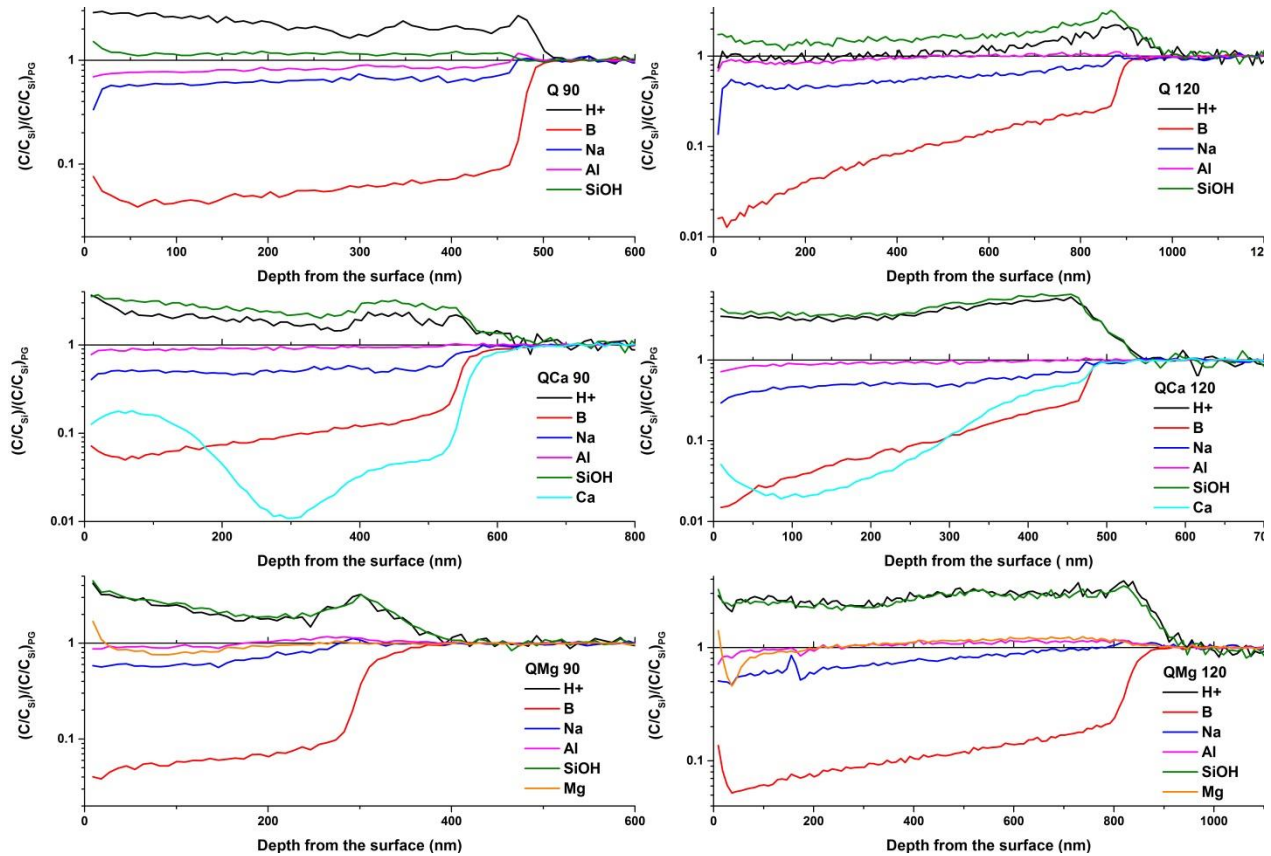 (C/C_Si)/(C/C_Si)_PG
1
0.1
Q 90
H+
B
Na
Al
SiOH
0 100 200 300 400 500 600
Depth from the surface (nm)
(C/C_Si)/(C/C_Si)_PG
1
0.1
0.01
Q 120
H+
B
Na
Al
SiOH
0 200 400 600 800 1000 120
Depth from the surface (nm)
(C/C_Si)/(C/C_Si)_PG
1
0.1
0.01
QCa 90
H+
B
Na
Al
SiOH
Ca
0 200 400 600 800
Depth from the surface (nm)
(C/C_Si)/(C/C_Si)_PG
1
0.1
0.01
QCa 120
H+
B
Na
Al
SiOH
Ca
0 100 200 300 400 500 600 70
Depth from the surface ( nm)
(C/C_Si)/(C/C_Si)_PG
1
0.1
QMg 90
H+
B
Na
Al
SiOH
Mg
0 200 400 600
Depth from the surface (nm)
(C/C_Si)/(C/C_Si)_PG
1
0.1
QMg 120
H+
B
Na
Al
SiOH
Mg
0 200 400 600 800 1000
Depth from the surface (nm)